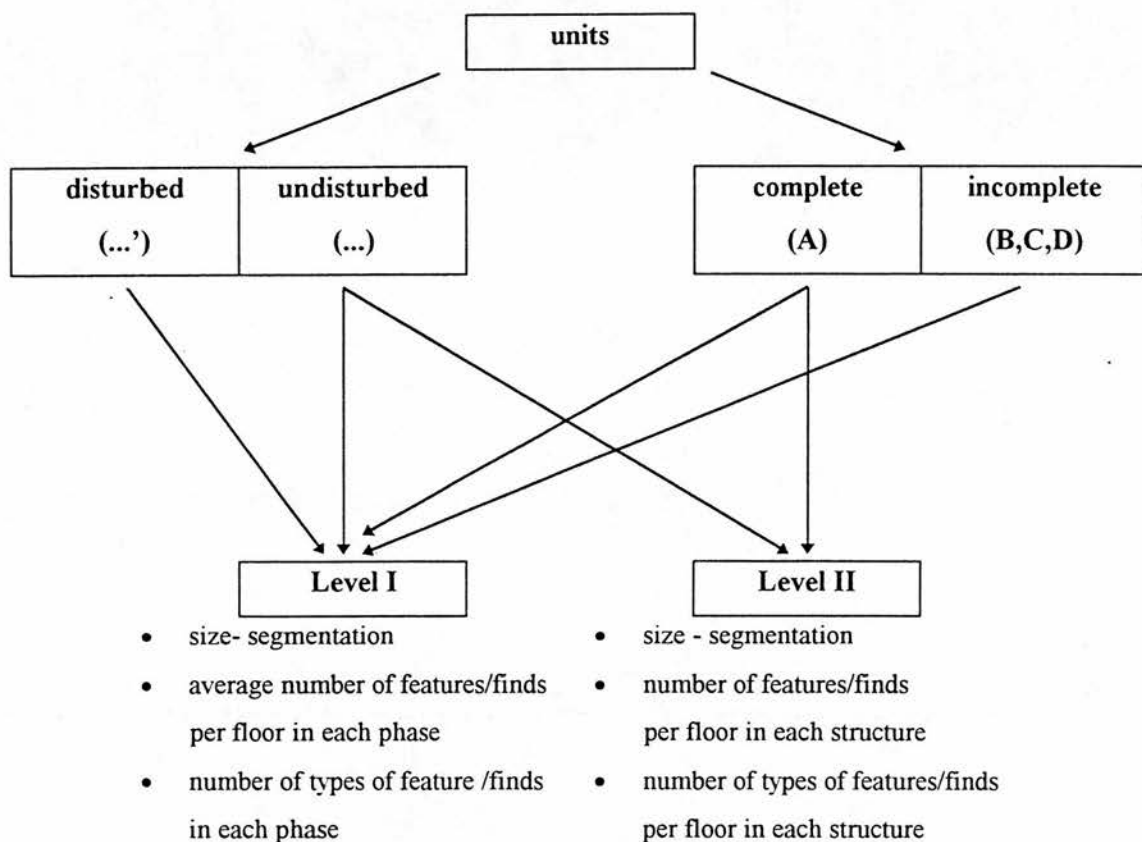 units
disturbed
(...')
undisturbed
(...)
complete
(A)
incomplete
(B,C,D)
Level I
• size- segmentation
• average number of features/finds
per floor in each phase
• number of types of feature /finds
in each phase
Level II
• size - segmentation
• number of features/finds
per floor in each structure
• number of types of features/finds
per floor in each structure